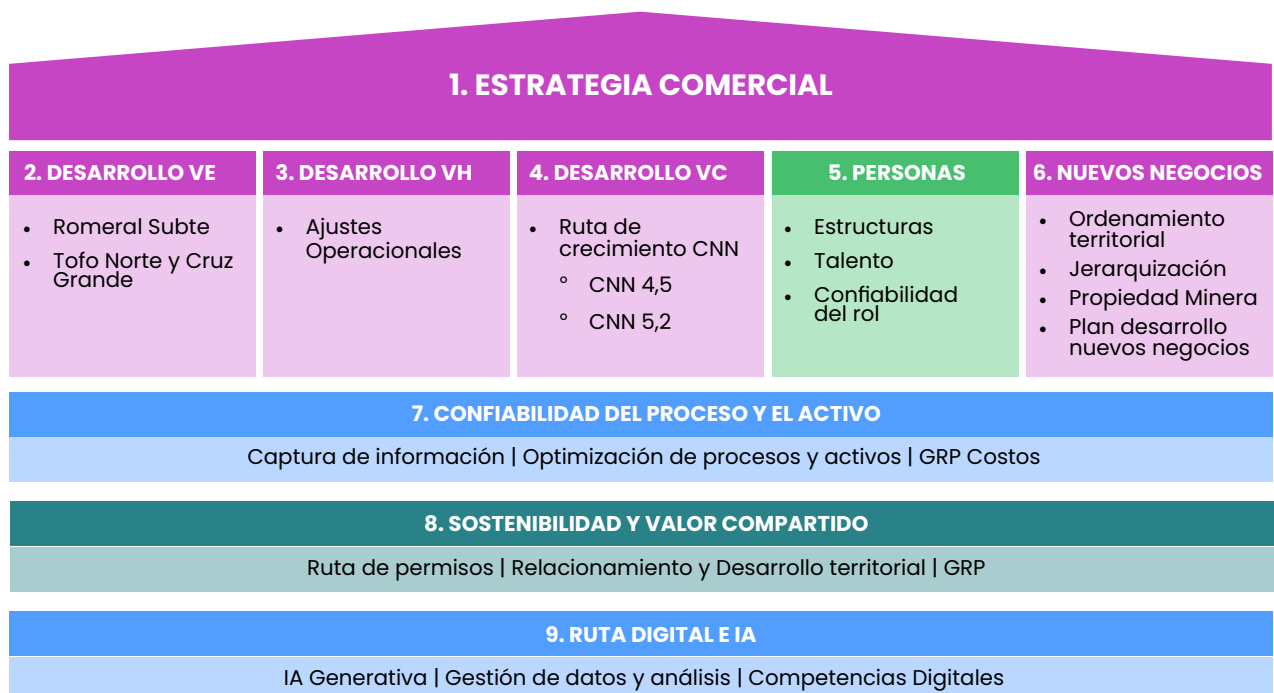 1. ESTRATEGIA COMERCIAL
2. DESARROLLO VE
• Romeral Subte
• Tofo Norte y Cruz
Grande
3. DESARROLLO VH
• Ajustes
Operacionales
4. DESARROLLO VC
• Ruta de
crecimiento CNN
° CNN 4,5
° CNN 5,2
5. PERSONAS
• Estructuras
• Talento
• Confiabilidad
del rol
6. NUEVOS NEGOCIOS
• Ordenamiento
territorial
• Jerarquización
• Propiedad Minera
• Plan desarrollo
nuevos negocios
7. CONFIABILIDAD DEL PROCESO Y EL ACTIVO
Captura de información | Optimización de procesos y activos | GRP Costos
8. SOSTENIBILIDAD Y VALOR COMPARTIDO
Ruta de permisos | Relacionamiento y Desarrollo territorial | GRP
9. RUTA DIGITAL E IA
IA Generativa | Gestión de datos y análisis | Competencias Digitales